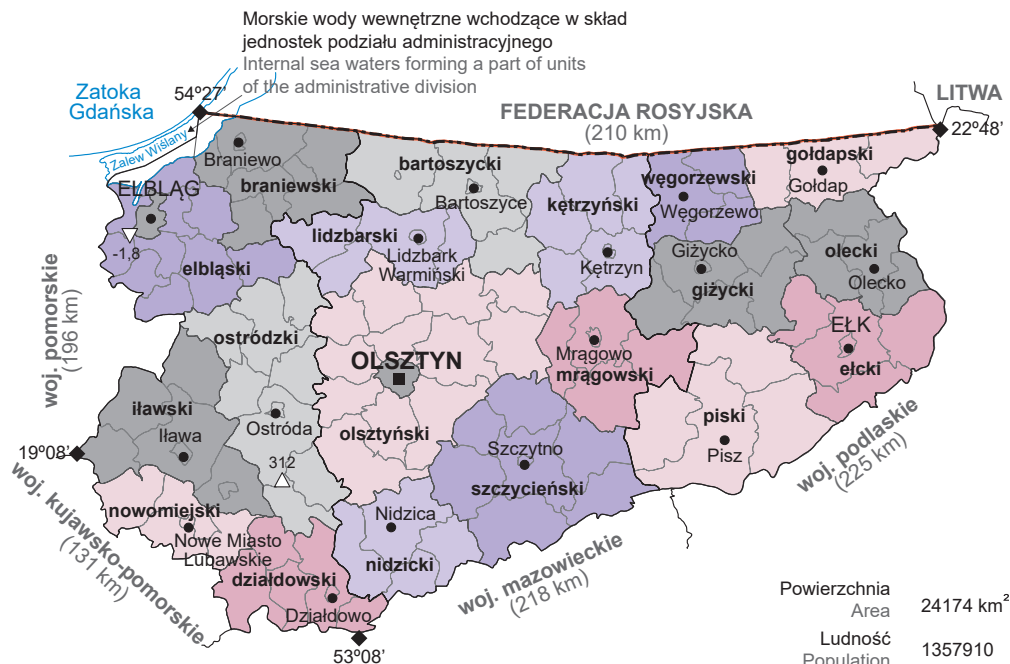 Morskie wody wewnętrzne wchodzące w skład
jednostek podziału administracyjnego
Internal sea waters forming a part of units
of the administrative division
Zatoka
Gdańska
54º27'
FEDERACJA ROSYJSKA
(210 km)
LITWA
22º48'
Zalew Wiślany
Braniewo
braniewski
bartoszycki
Bartoszyce
gołdapski
Gołdap
węgorzewski
Węgorzewo
kętrzyński
Kętrzyn
ELBLĄG
-1,8
elbląski
lidzbarski
Lidzbark
Warmiński
Giżycko
giżycki
olecki
Olecko
woj. pomorskie
(196 km)
ostródzki
Ostróda
312
OLSZTYN
olsztyński
Mrągowo
mrągowski
EŁK
ełcki
iławski
Iława
19º08'
piski
Pisz
Szczytno
szczycieński
woj. podlaskie
(225 km)
nowomiejski
Nowe Miasto
Lubawskie
Nidzica
nidzicki
działdowski
Działdowo
woj. kujawsko-pomorskie
(131 km)
woj. mazowieckie
(218 km)
53º08'
Powierzchnia
Area
24174 km²
Ludność
Population
1357910